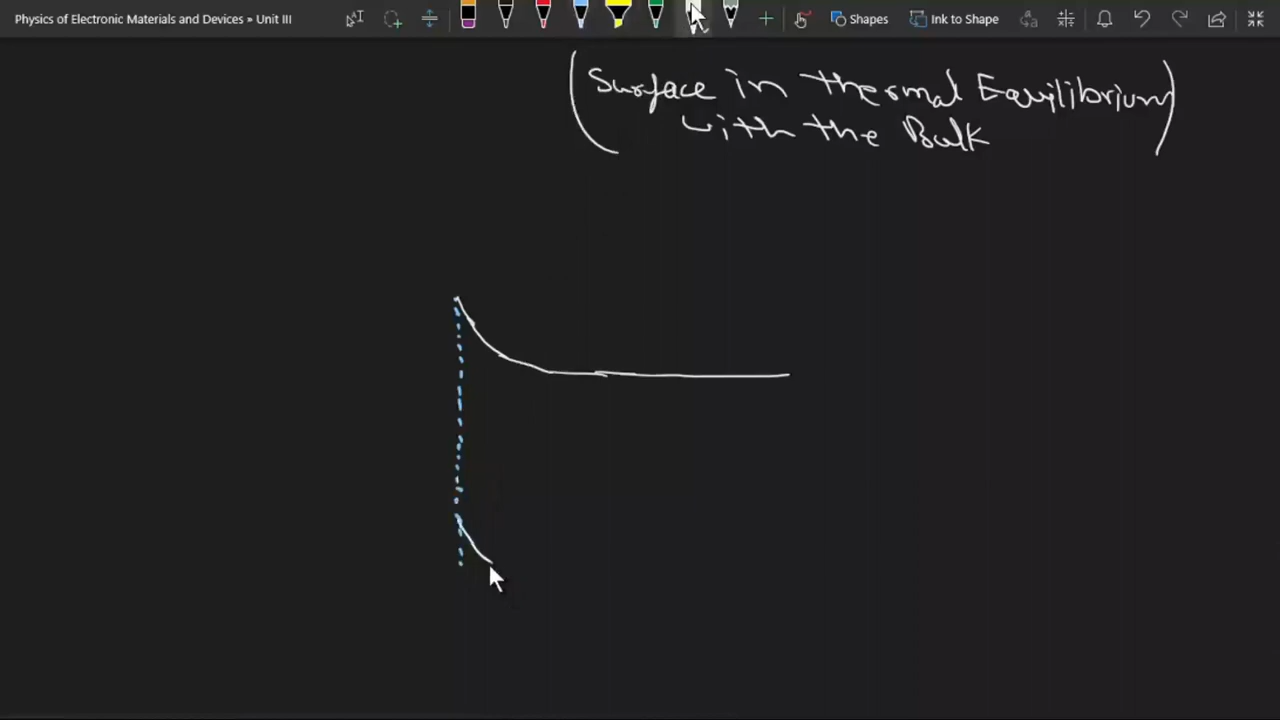 Physics of Electronic Materials and Devices » Unit III
Shapes
Ink to Shape
(Surface in thermal Equilibrium
with the Bulk)